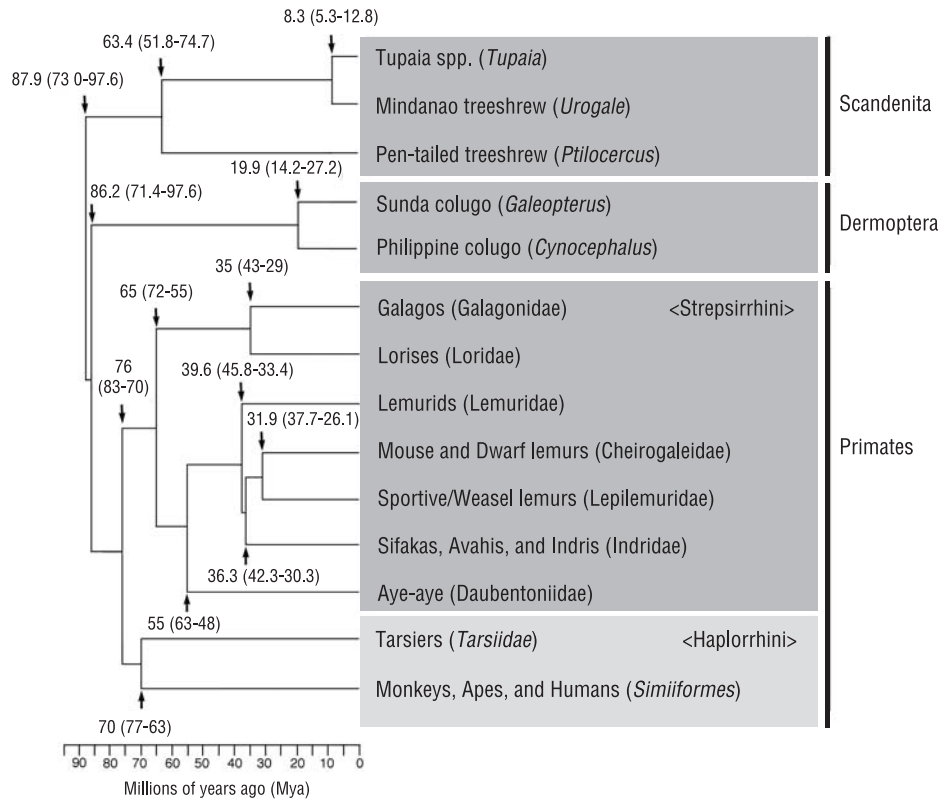 8.3 (5.3-12.8)
63.4 (51.8-74.7)
87.9 (73 0-97.6)
Tupaia spp. (Tupaia)
Mindanao treeshrew (Urogale)
Scandenita
Pen-tailed treeshrew (Ptilocercus)
19.9 (14.2-27.2)
86.2 (71.4-97.6)
Sunda colugo (Galeopterus)
Dermoptera
Philippine colugo (Cynocephalus)
35 (43-29)
65 (72-55)
Galagos (Galagonidae) <Strepsirrhini>
Lorises (Loridae)
39.6 (45.8-33.4)
76
(83-70)
Lemurids (Lemuridae)
31.9 (37.7-26.1)
Mouse and Dwarf lemurs (Cheirogaleidae)
Primates
Sportive/Weasel lemurs (Lepilemuridae)
Sifakas, Avahis, and Indris (Indridae)
36.3 (42.3-30.3)
Aye-aye (Daubentoniidae)
55 (63-48)
Tarsiers (Tarsiidae) <Haplorrhini>
Monkeys, Apes, and Humans (Simiiformes)
70 (77-63)
90 80 70 60 50 40 30 20 10 0
Millions of years ago (Mya)